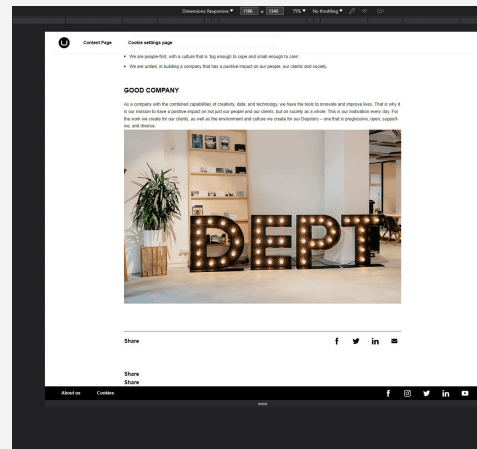 Dimensions: Responsive ▼ 1586 x 1340 75% ▼ No throttling ▼
Content Page Cookie settings page
• We are people-first, with a culture that is 'big enough to cope and small enough to care'.
• We are united, in building a company that has a positive impact on our people, our clients and society.
GOOD COMPANY
As a company with the combined capabilities of creativity, data, and technology, we have the tools to innovate and improve lives. That is why it
is our mission to have a positive impact on not just our people and our clients, but on society as a whole. This is our motivation every day. For
the work we create for our clients, as well as the environment and culture we create for our Depsters – one that is progressive, open, support-
ive, and diverse.
DEPT
Share
Share
Share
About us Cookies